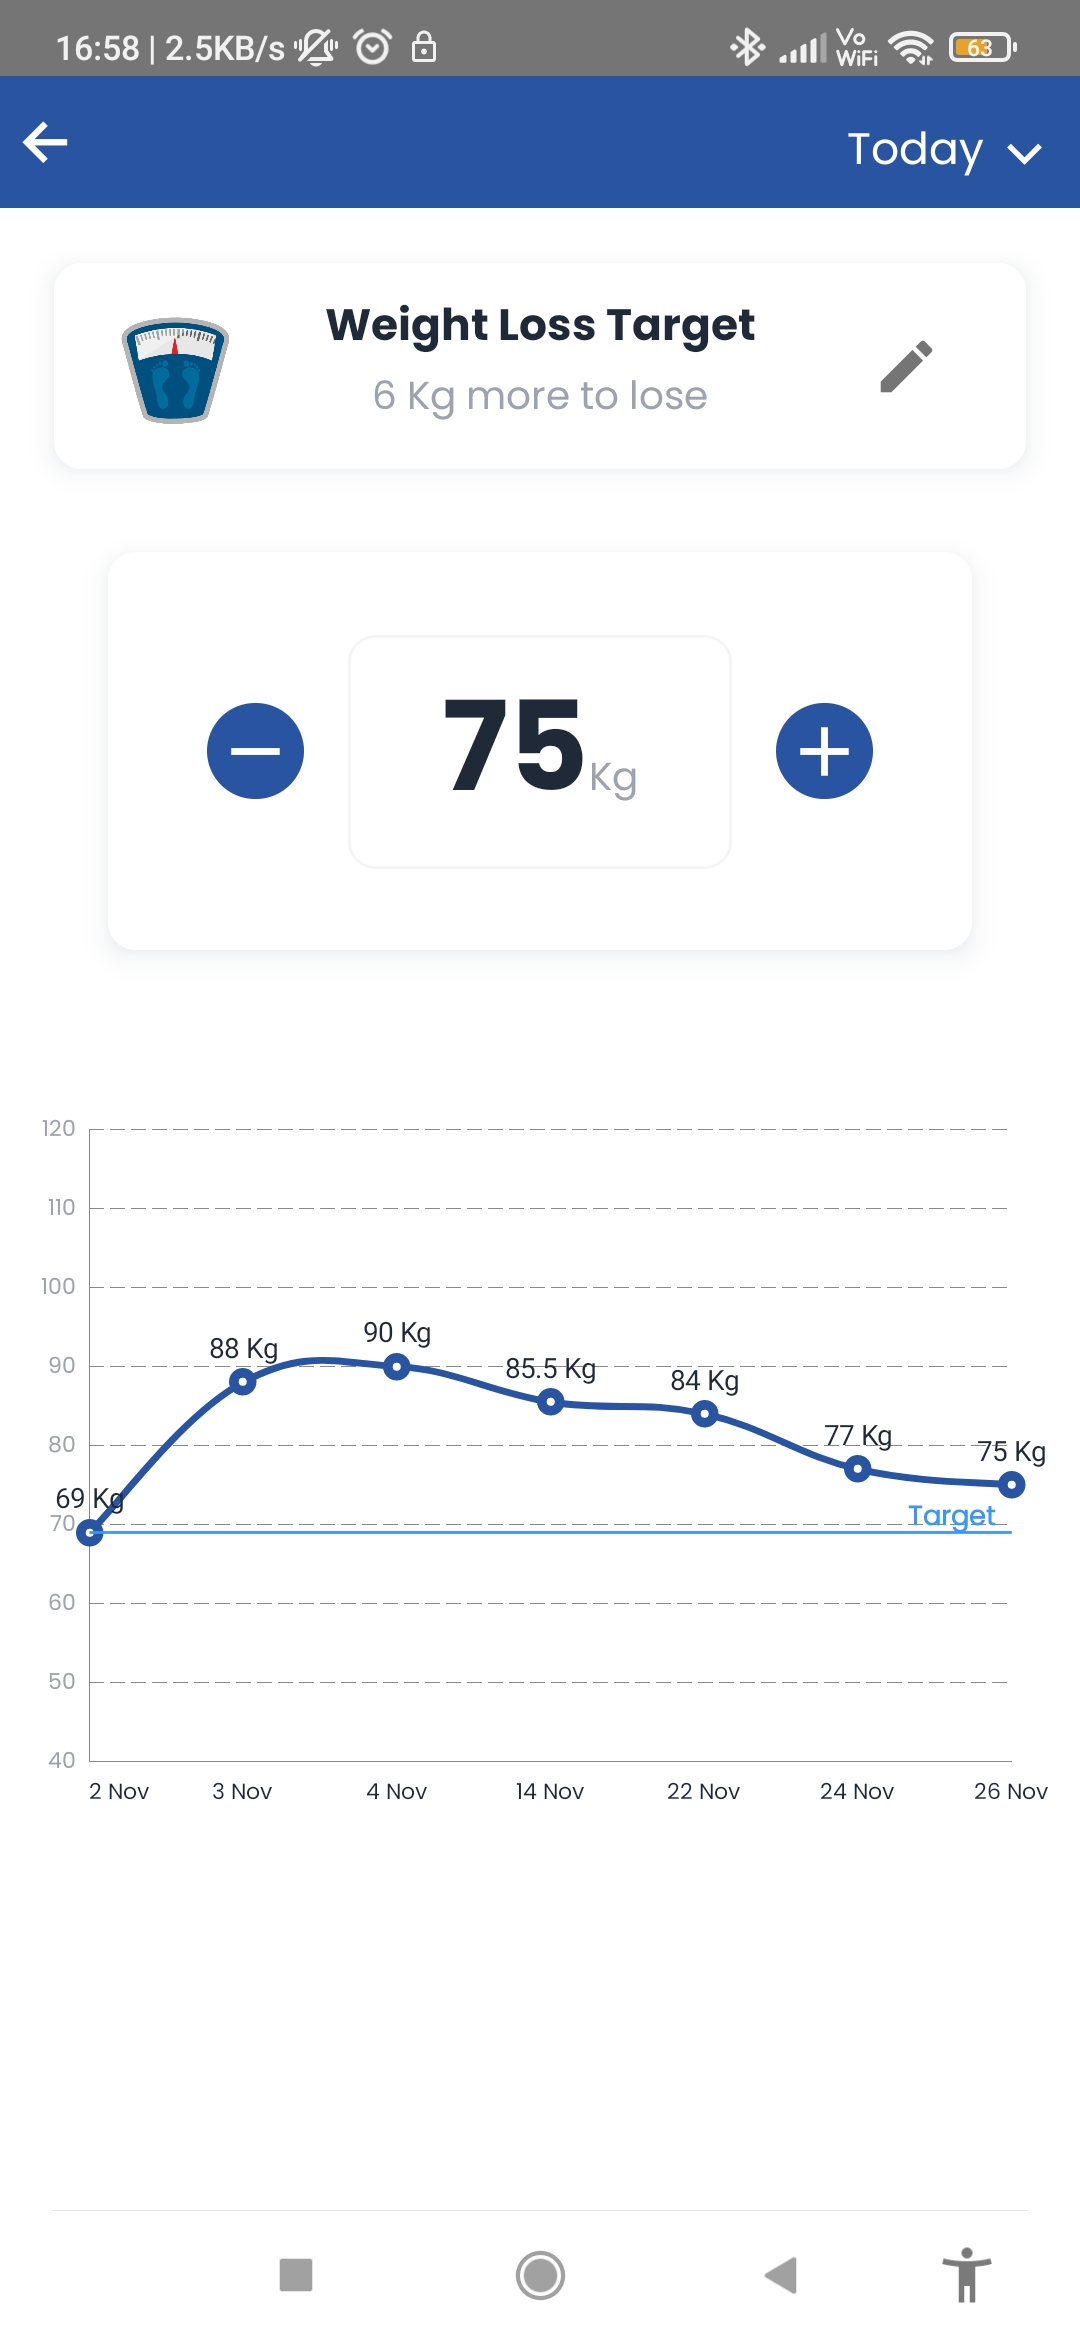 16:58 | 2.5KB/s
Vo
WiFi
63
Today
Weight Loss Target
6 Kg more to lose
75 Kg
120
110
100
90
80
70
60
50
40
69 Kg
88 Kg
90 Kg
85.5 Kg
84 Kg
77 Kg
75 Kg
Target
2 Nov 3 Nov 4 Nov 14 Nov 22 Nov 24 Nov 26 Nov